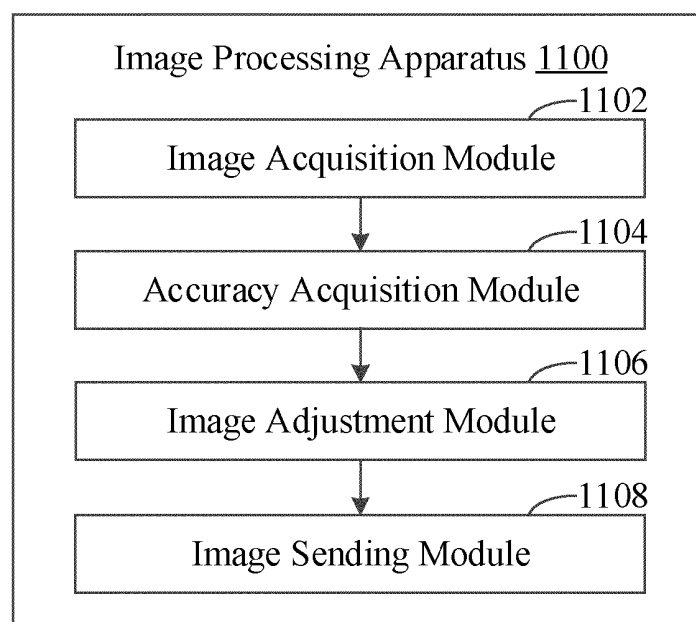 Image Processing Apparatus 1100
1102
Image Acquisition Module
1104
Accuracy Acquisition Module
1106
Image Adjustment Module
1108
Image Sending Module